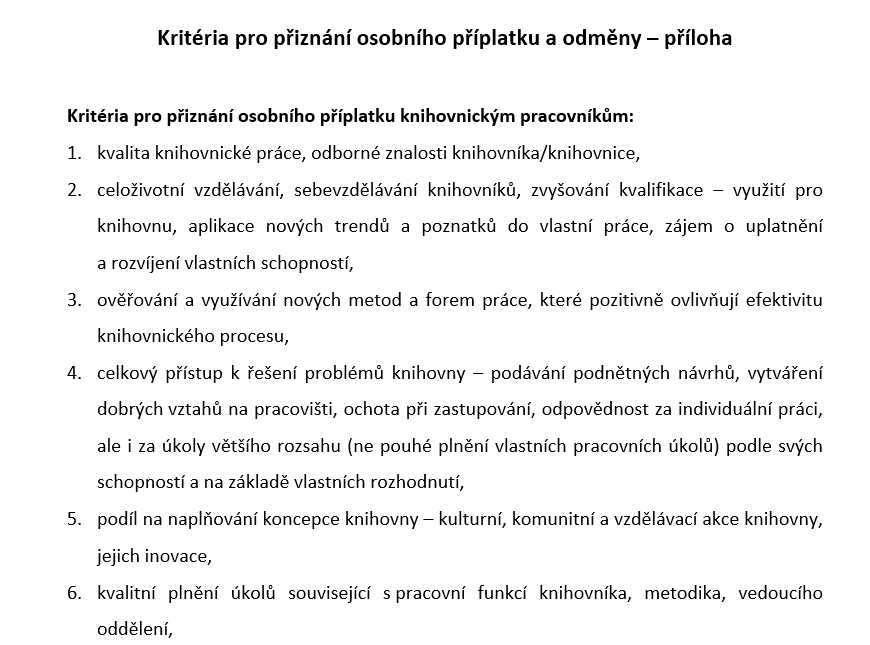 Kritéria pro přiznání osobního příplatku a odměny – příloha
Kritéria pro přiznání osobního příplatku knihovnickým pracovníkům:
1. kvalita knihovnické práce, odborné znalosti knihovníka/knihovnice,
2. celoživotní vzdělávání, sebevzdělávání knihovníků, zvyšování kvalifikace – využití pro
knihovnu, aplikace nových trendů a poznatků do vlastní práce, zájem o uplatnění
a rozvíjení vlastních schopností,
3. ověřování a využívání nových metod a forem práce, které pozitivně ovlivňují efektivitu
knihovnického procesu,
4. celkový přístup k řešení problémů knihovny – podávání podnětných návrhů, vytváření
dobrých vztahů na pracovišti, ochota při zastupování, odpovědnost za individuální práci,
ale i za úkoly většího rozsahu (ne pouhé plnění vlastních pracovních úkolů) podle svých
schopností a na základě vlastních rozhodnutí,
5. podíl na naplňování koncepce knihovny – kulturní, komunitní a vzdělávací akce knihovny,
jejich inovace,
6. kvalitní plnění úkolů související s pracovní funkcí knihovníka, metodika, vedoucího
oddělení,